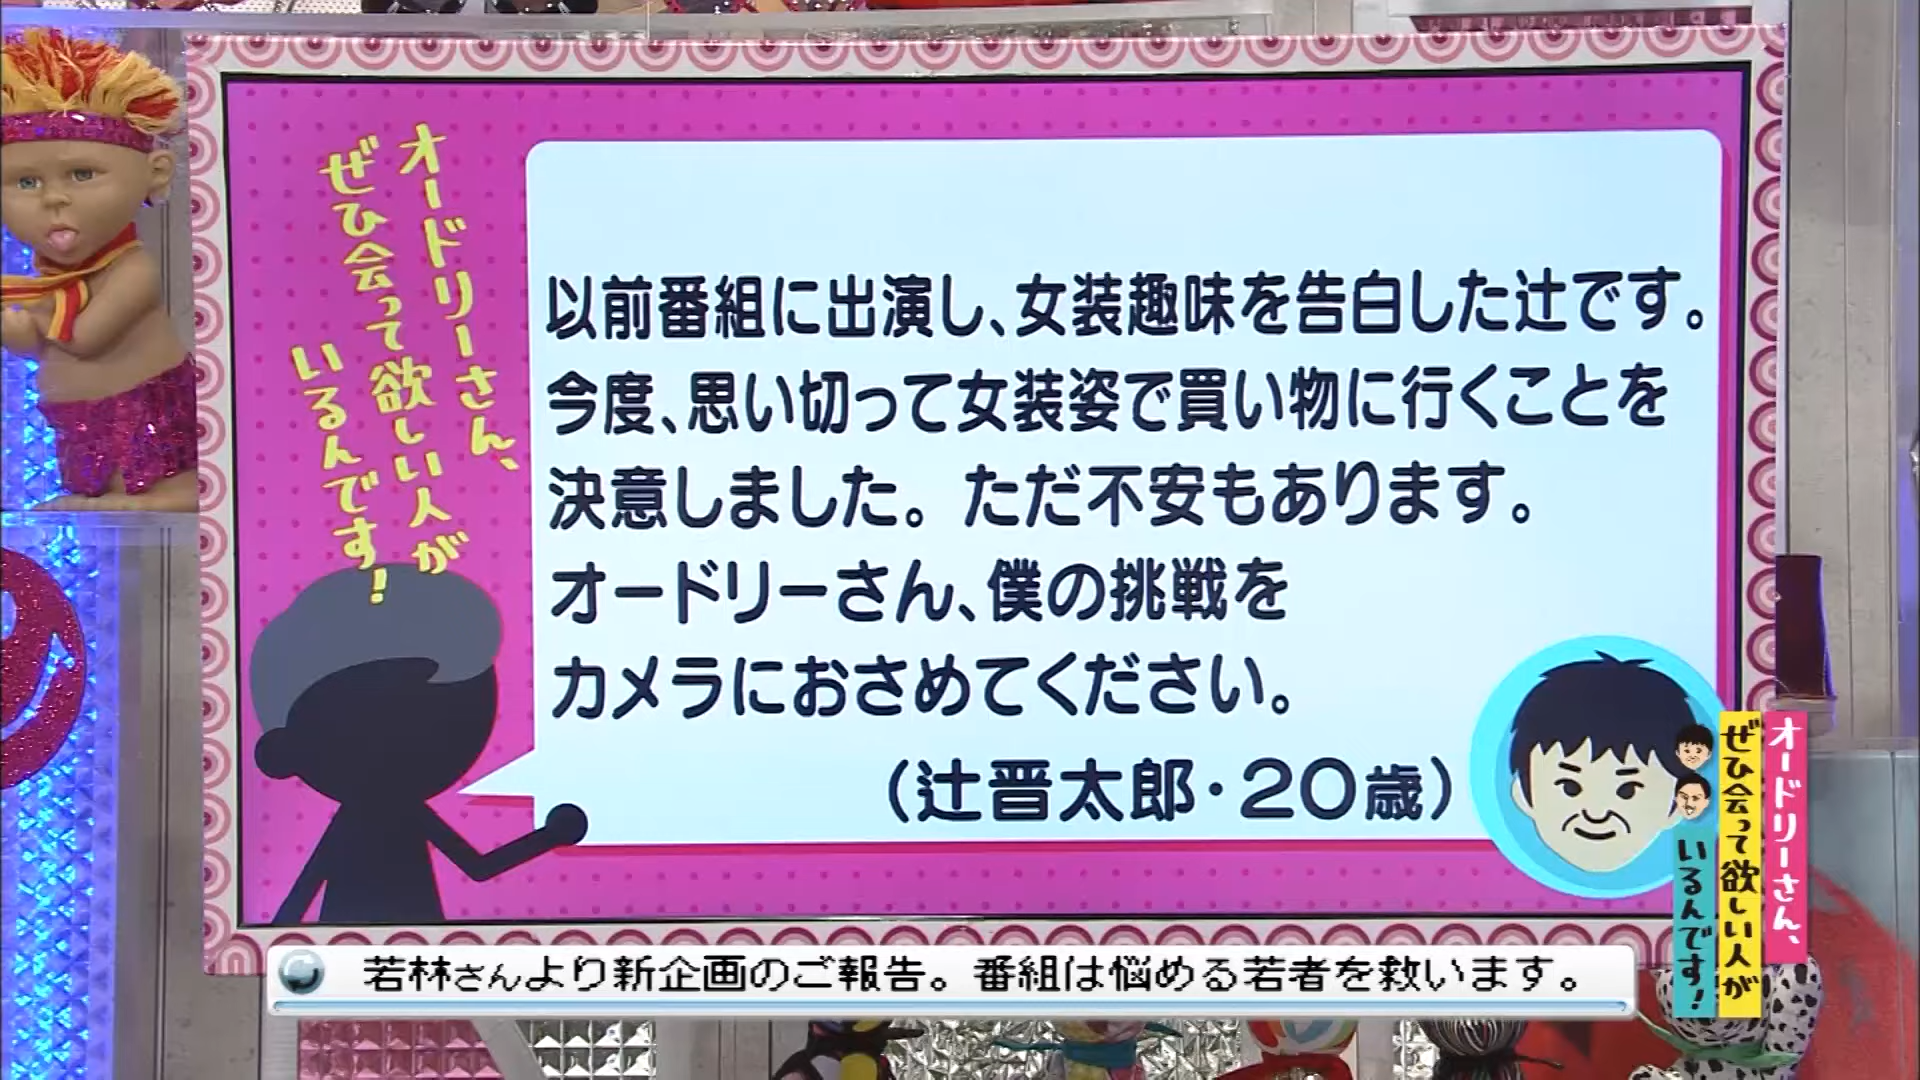 オードリーさん、
ぜひ会って欲しい人が
いるんです!
以前番組に出演し、女装趣味を告白した辻です。
今度、思い切って女装姿で買い物に行くことを
決意しました。ただ不安もあります。
オードリーさん、僕の挑戦を
カメラにおさめてください。
(辻晋太郎・20歳)
オードリーさん、
ぜひ会って欲しい人が
いるんです!
若林さんより新企画のご報告。番組は悩める若者を救います。